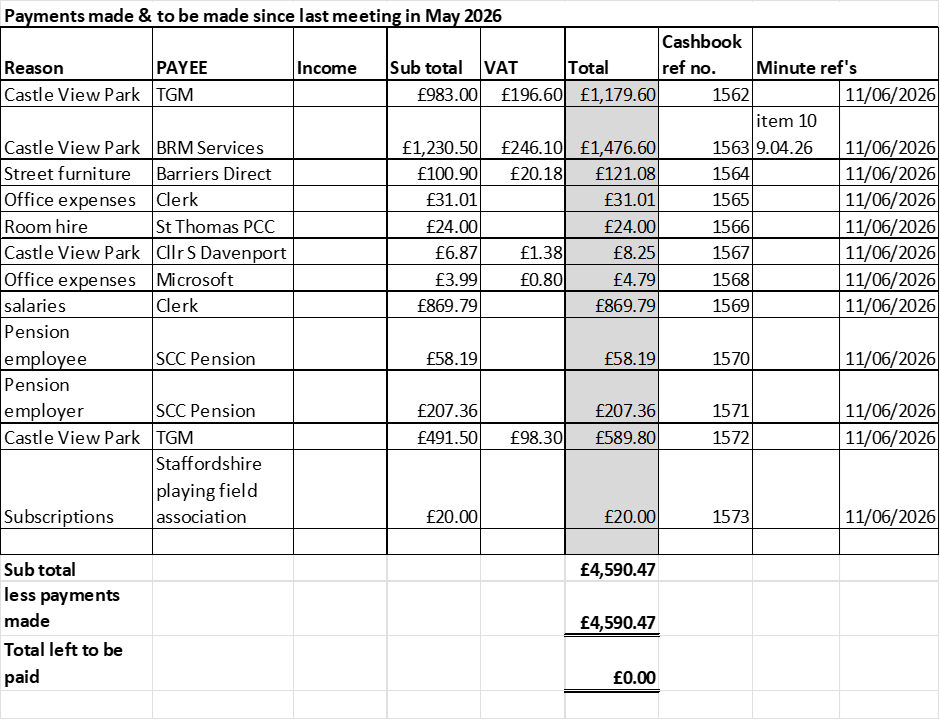 Payments made & to be made since last meeting in May 2026
Reason PAYEE Income Sub total VAT Total Cashbook ref no. Minute ref's
Castle View Park TGM £983.00 £196.60 £1,179.60 1562 11/06/2026
Castle View Park BRM Services £1,230.50 £246.10 £1,476.60 1563 item 10 9.04.26 11/06/2026
Street furniture Barriers Direct £100.90 £20.18 £121.08 1564 11/06/2026
Office expenses Clerk £31.01 £31.01 1565 11/06/2026
Room hire St Thomas PCC £24.00 £24.00 1566 11/06/2026
Castle View Park Cllr S Davenport £6.87 £1.38 £8.25 1567 11/06/2026
Office expenses Microsoft £3.99 £0.80 £4.79 1568 11/06/2026
salaries Clerk £869.79 £869.79 1569 11/06/2026
Pension employee SCC Pension £58.19 £58.19 1570 11/06/2026
Pension employer SCC Pension £207.36 £207.36 1571 11/06/2026
Castle View Park TGM £491.50 £98.30 £589.80 1572 11/06/2026
Subscriptions Staffordshire playing field association £20.00 £20.00 1573 11/06/2026
Sub total £4,590.47
less payments made £4,590.47
Total left to be paid £0.00